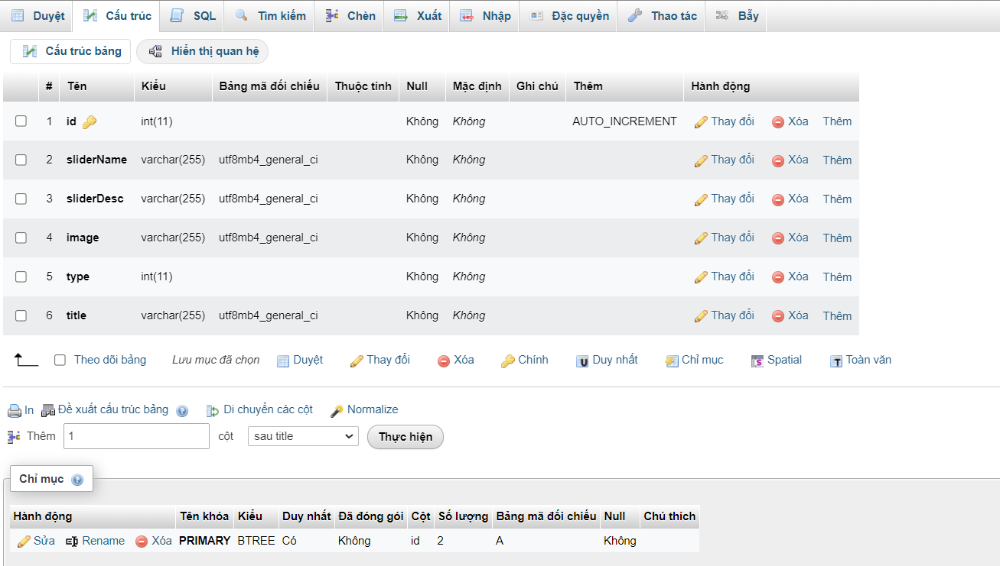 Duyệt Cấu trúc SQL Tìm kiếm Chèn Xuất Nhập Đặc quyền Thao tác Bẫy
Cấu trúc bảng Hiển thị quan hệ
# Tên Kiểu Bảng mã đối chiếu Thuộc tính Null Mặc định Ghi chú Thêm Hành động
1 id int(11) Không Không AUTO_INCREMENT Thay đổi Xóa Thêm
2 sliderName varchar(255) utf8mb4_general_ci Không Không Thay đổi Xóa Thêm
3 sliderDesc varchar(255) utf8mb4_general_ci Không Không Thay đổi Xóa Thêm
4 image varchar(255) utf8mb4_general_ci Không Không Thay đổi Xóa Thêm
5 type int(11) Không Không Thay đổi Xóa Thêm
6 title varchar(255) utf8mb4_general_ci Không Không Thay đổi Xóa Thêm
Theo dõi bảng Lưu mục đã chọn Duyệt Thay đổi Xóa Chính Duy nhất Chỉ mục Spatial Toàn văn
In Đề xuất cấu trúc bảng Di chuyển các cột Normalize
Thêm 1 cột sau title Thực hiện
Chỉ mục
Hành động Tên khóa Kiểu Duy nhất Đã đóng gói Cột Số lượng Bảng mã đối chiếu Null Chú thích
Sửa Rename Xóa PRIMARY BTREE Có Không id 2 A Không